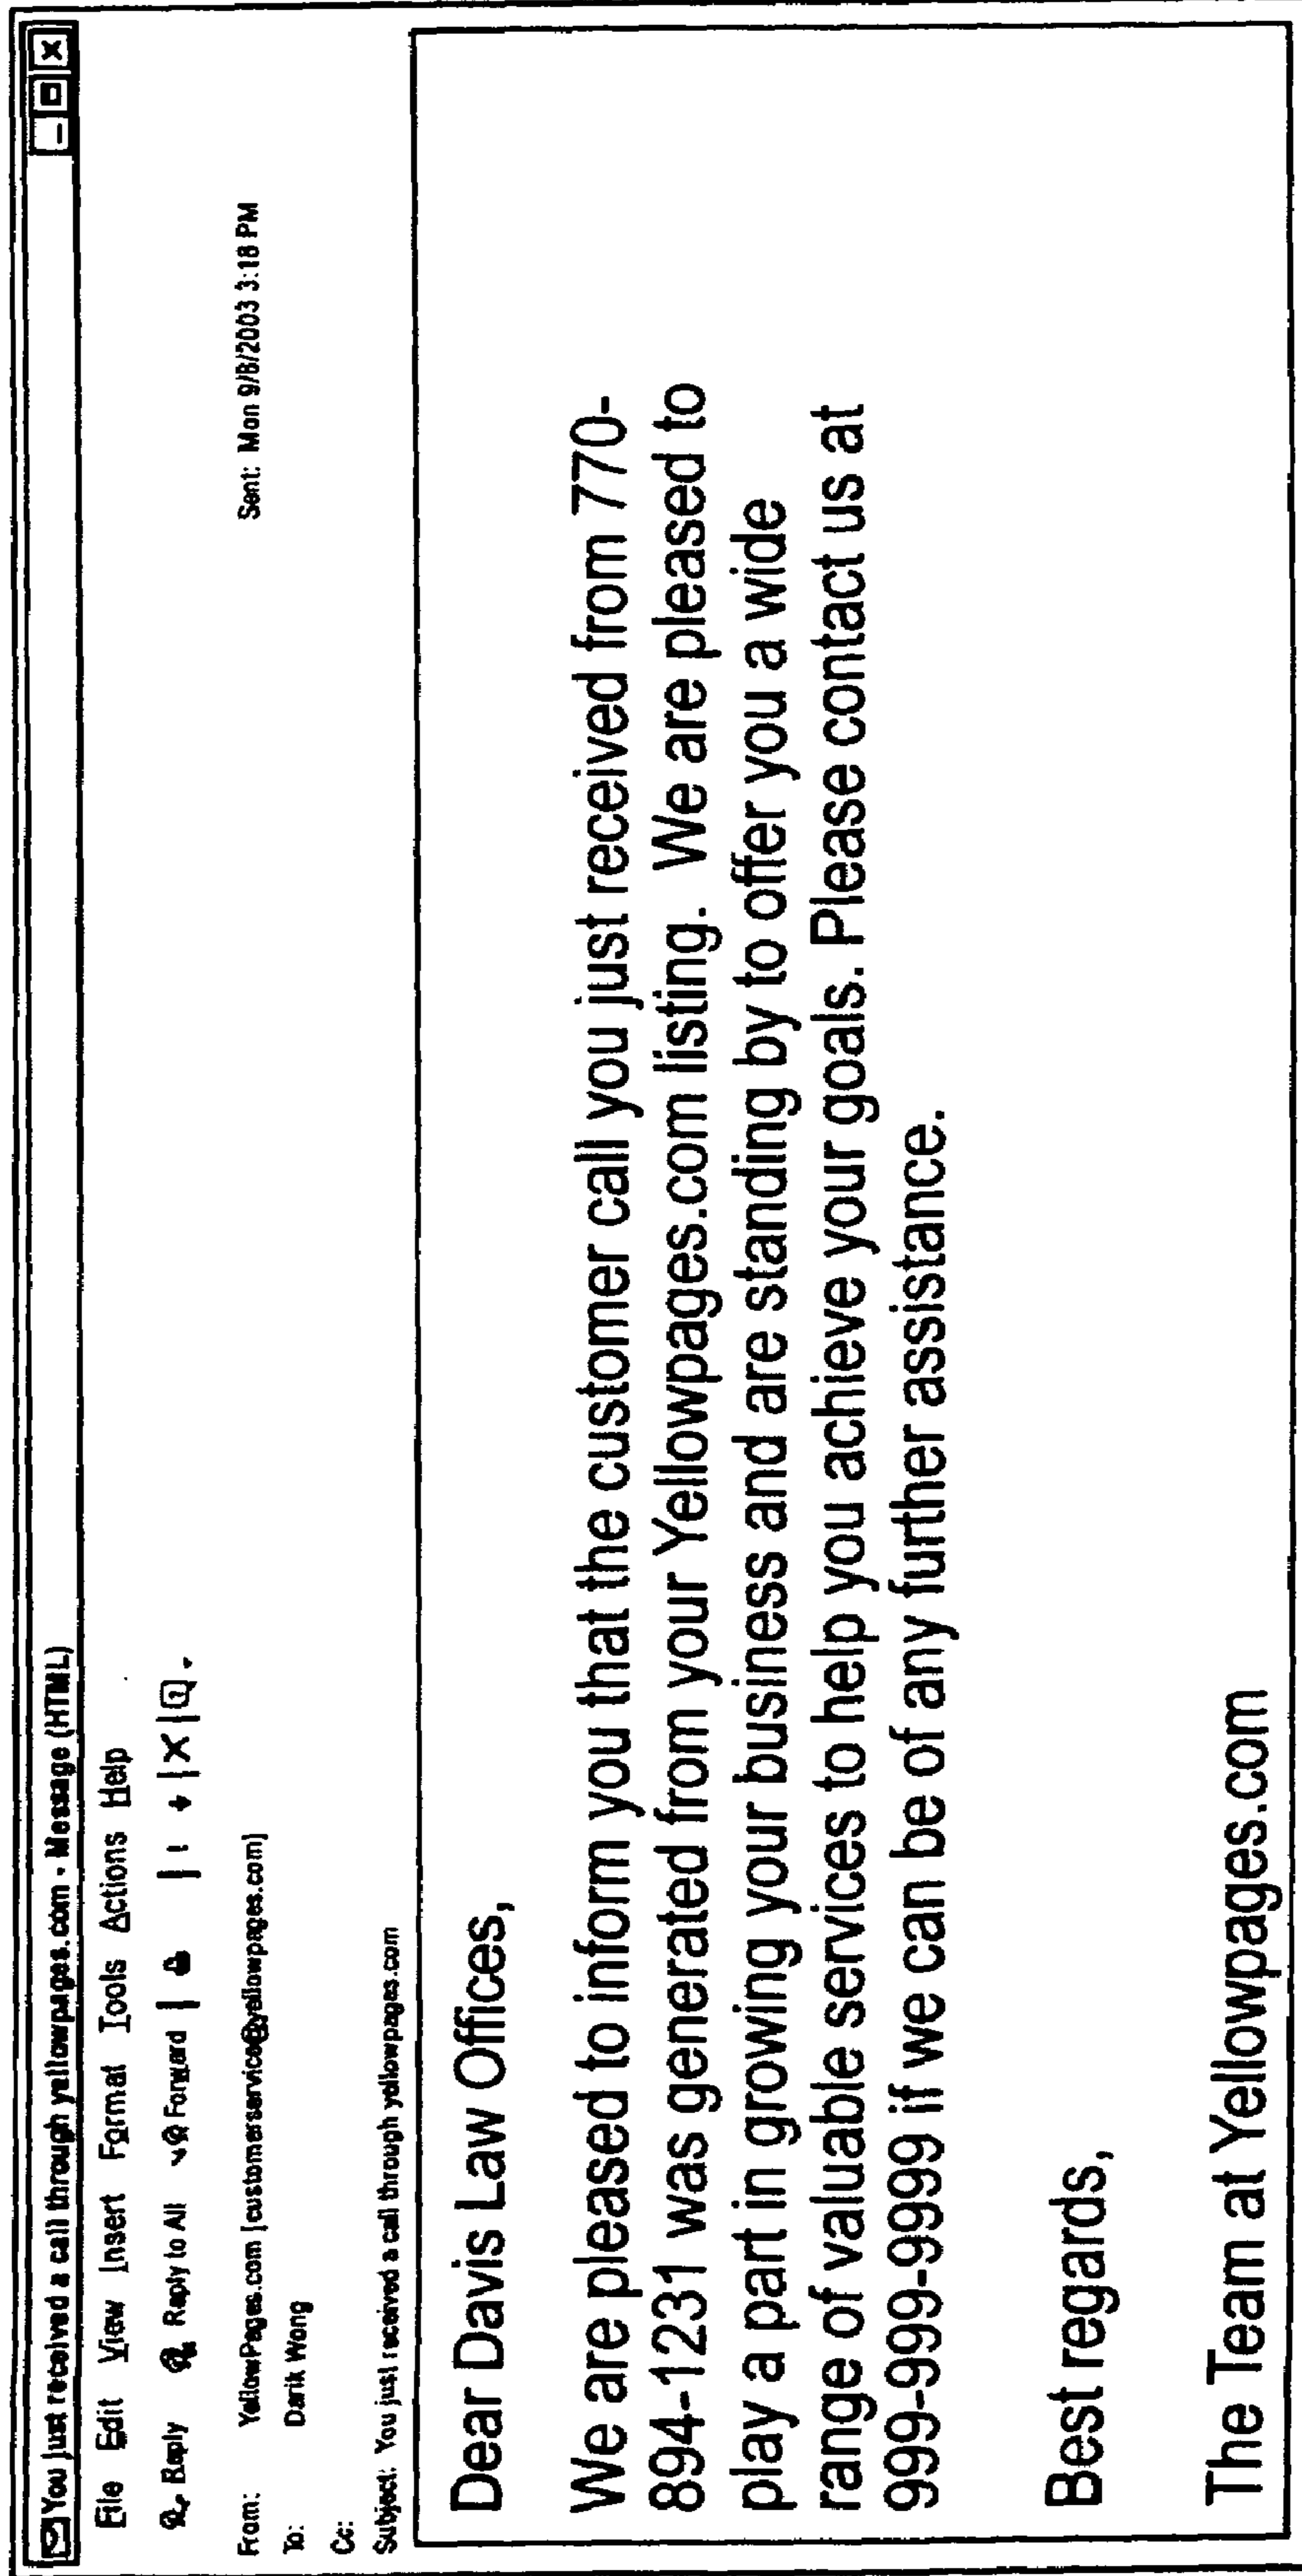 You just received a call through yellowpages.com - Message (HTML)
File Edit View Insert Format Tools Actions Help
Reply Reply to All Forward
From: YellowPages.com [customerservice@yellowpages.com] Sent: Mon 9/8/2003 3:18 PM
To: Darik Wong
Cc:
Subject: You just received a call through yellowpages.com
Dear Davis Law Offices,
We are pleased to inform you that the customer call you just received from 770-
894-1231 was generated from your Yellowpages.com listing. We are pleased to
play a part in growing your business and are standing by to offer you a wide
range of valuable services to help you achieve your goals. Please contact us at
999-999-9999 if we can be of any further assistance.
Best regards,
The Team at Yellowpages.com